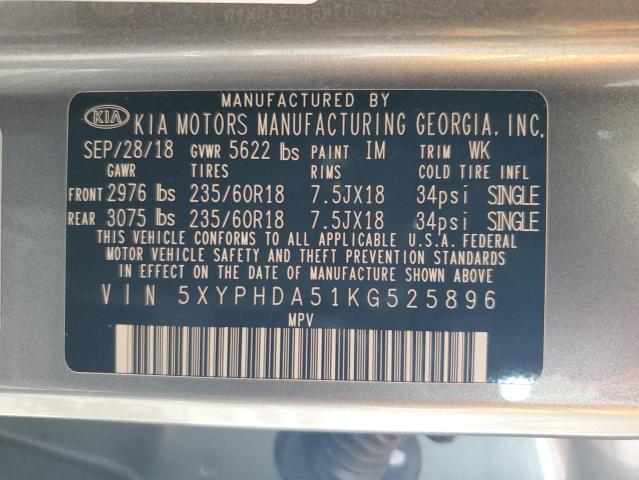 MANUFACTURED BY
KIA KIA MOTORS MANUFACTURING GEORGIA, INC.
SEP/28/18 GVWR 5622 lbs PAINT IM TRIM WK
GAWR TIRES RIMS COLD TIRE INFL
FRONT 2976 lbs 235/60R18 7.5JX18 34psi SINGLE
REAR 3075 lbs 235/60R18 7.5JX18 34psi SINGLE
THIS VEHICLE CONFORMS TO ALL APPLICABLE U.S.A. FEDERAL
MOTOR VEHICLE SAFETY AND THEFT PREVENTION STANDARDS
IN EFFECT ON THE DATE OF MANUFACTURE SHOWN ABOVE.
VIN 5XYPHDA51KG525896
MPV